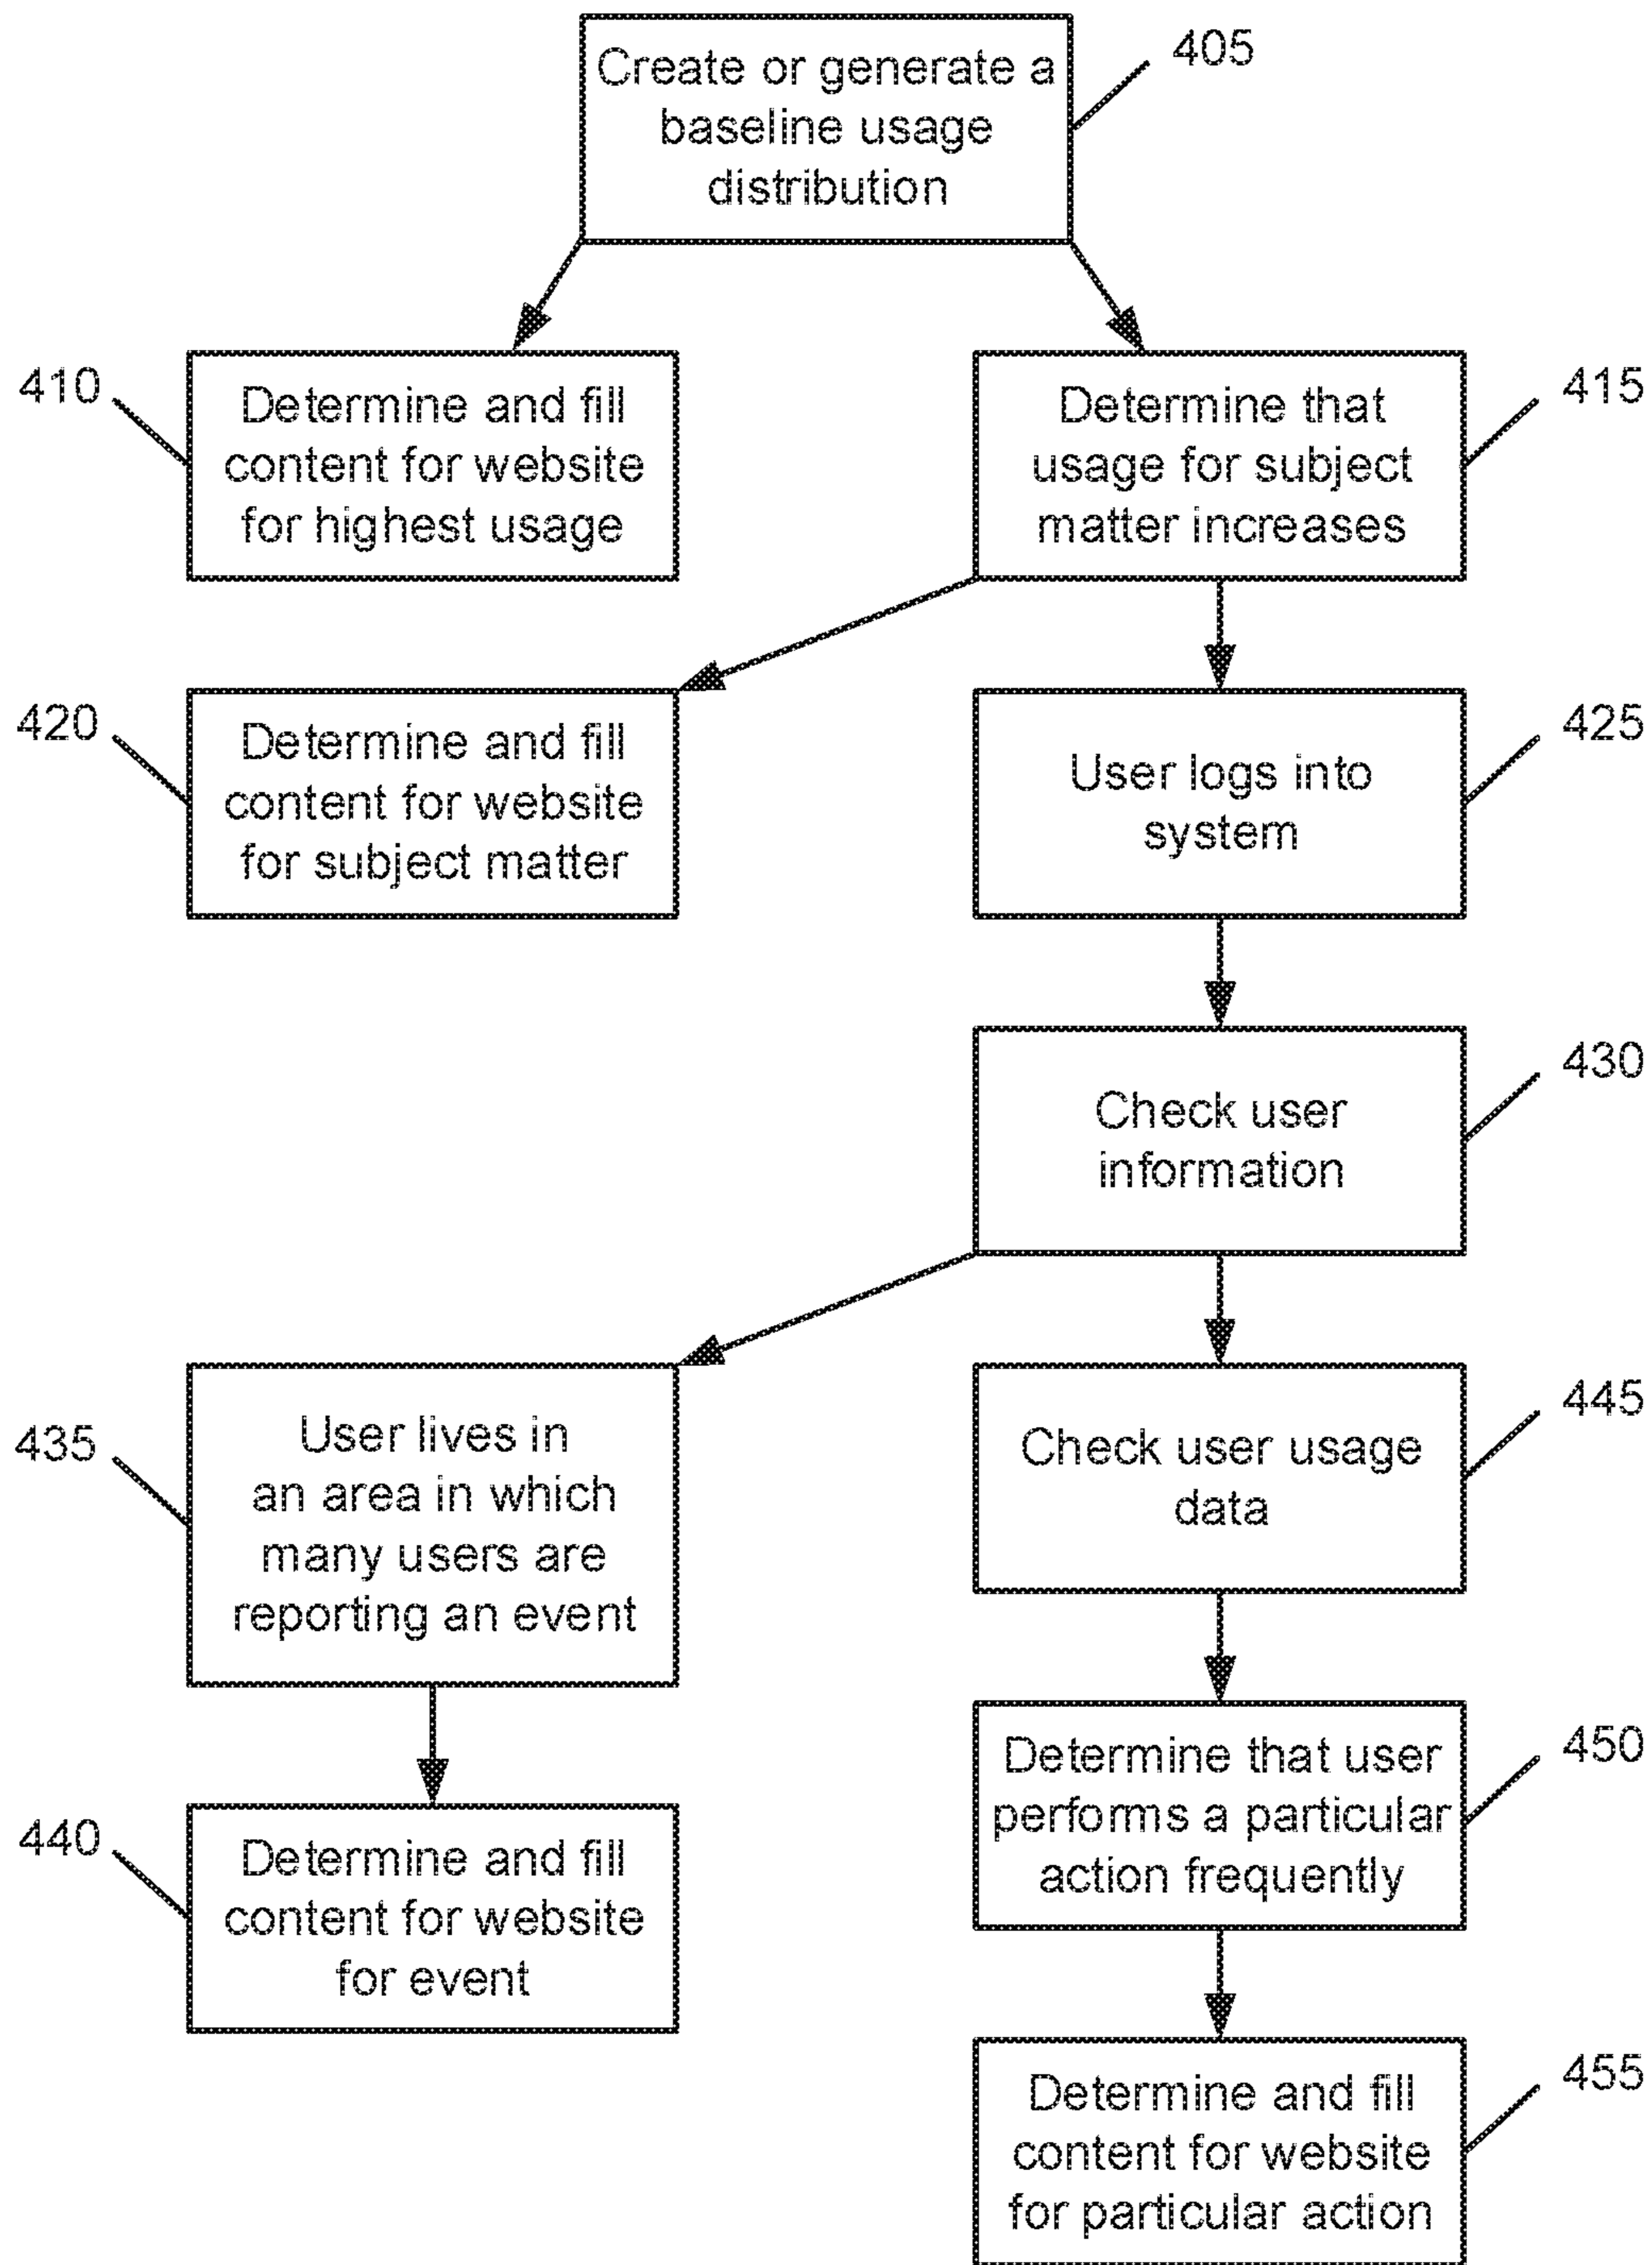 Create or generate a
baseline usage
distribution
405
410
Determine and fill
content for website
for highest usage
Determine that
usage for subject
matter increases
415
420
Determine and fill
content for website
for subject matter
User logs into
system
425
Check user
information
430
435
User lives in
an area in which
many users are
reporting an event
Check user usage
data
445
440
Determine and fill
content for website
for event
Determine that user
performs a particular
action frequently
450
Determine and fill
content for website
for particular action
455